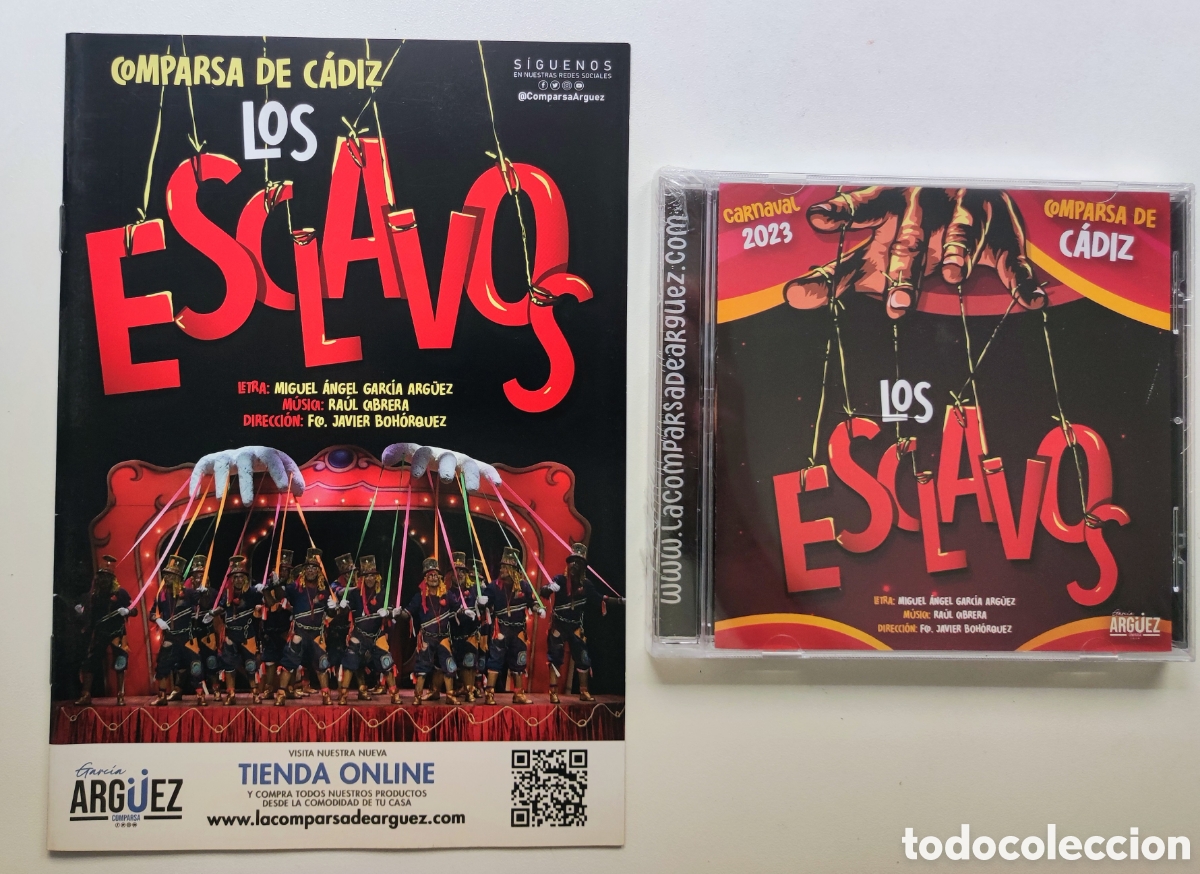 COMPARSA DE CÁDIZ
LOS
ESCLAVOS
SÍGUENOS
EN NUESTRAS REDES SOCIALES
@ComparsaArguez
LETRA: MIGUEL ÁNGEL GARCÍA ARGÜEZ
MÚSICA: RAÚL CABRERA
DIRECCIÓN: FCO. JAVIER BOHÓRQUEZ
García
ARGÜEZ
COMPARSA
VISITA NUESTRA NUEVA
TIENDA ONLINE
Y COMPRA TODOS NUESTROS PRODUCTOS
DESDE LA COMODIDAD DE TU CASA
www.lacomparsadearguez.com
www.lacomparsadearguez.com
CARNAVAL
2023
COMPARSA DE
CÁDIZ
LOS
ESCLAVOS
LETRA: MIGUEL ÁNGEL GARCÍA ARGÜEZ
MÚSICA: RAÚL CABRERA
DIRECCIÓN: FCO. JAVIER BOHÓRQUEZ
García
ARGÜEZ
COMPARSA
todocoleccion